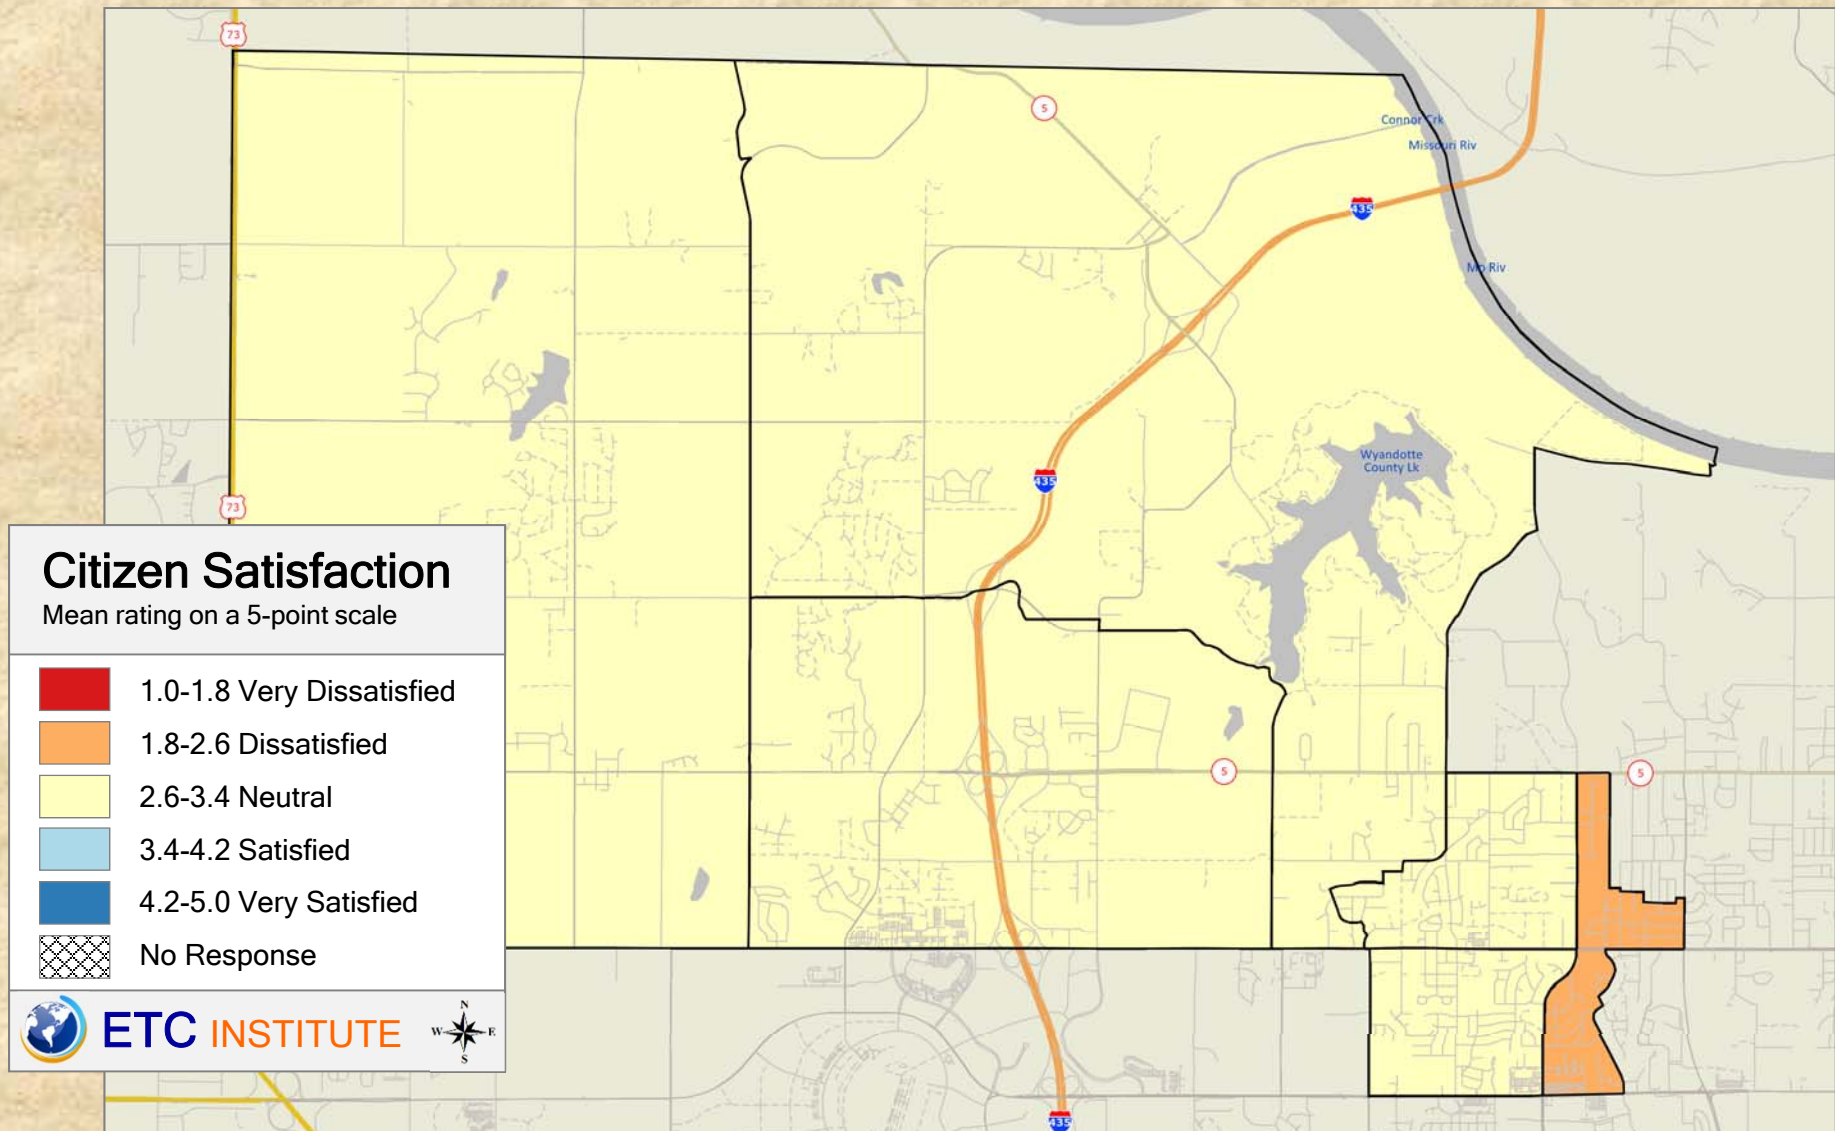 73
5
Connor Crk
Missouri Riv
435
Mo Riv
Wyandotte
County Lk
435
73
5
5
435
Citizen Satisfaction
Mean rating on a 5-point scale
1.0-1.8 Very Dissatisfied
1.8-2.6 Dissatisfied
2.6-3.4 Neutral
3.4-4.2 Satisfied
4.2-5.0 Very Satisfied
No Response
ETC INSTITUTE
N
W E
S